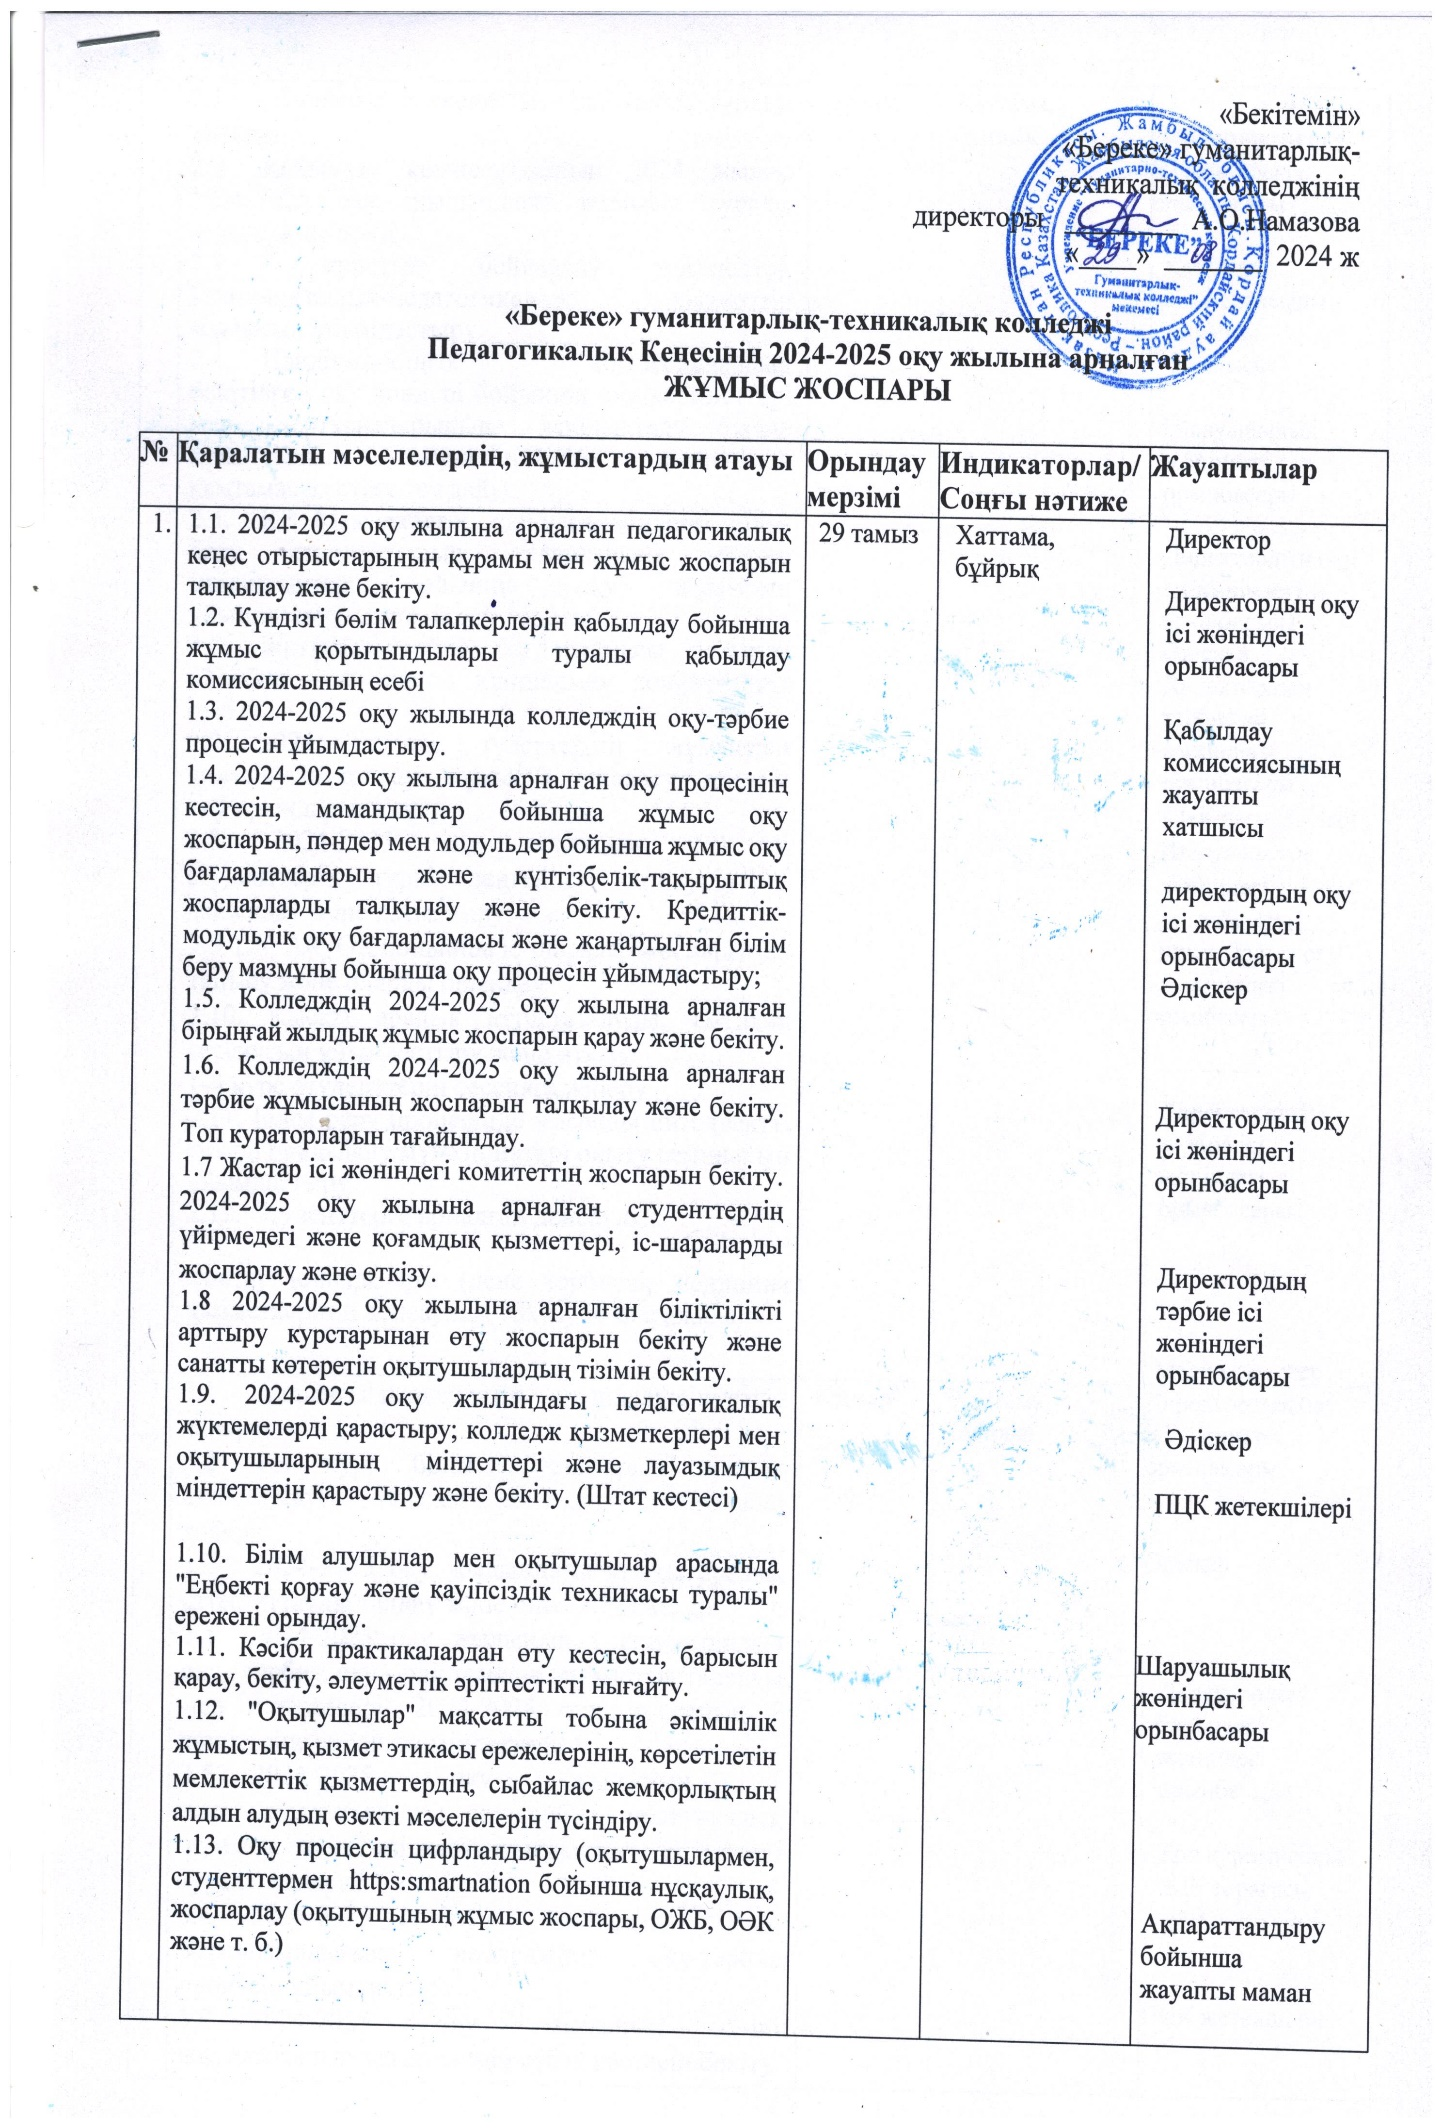 «Бекітемін»
«Береке» гуманитарлық-
техникалық колледжінің
директоры А.О.Намазова
«29» 08 2024 ж
"БЕРЕКЕ"
Гуманитарлық-
техникалық колледжі"
мекемесі
«Береке» гуманитарлық-техникалық колледжі
Педагогикалық Кеңесінің 2024-2025 оқу жылына арналған
ЖҰМЫС ЖОСПАРЫ
№ Қаралатын мәселелердің, жұмыстардың атауы Орындау мерзімі Индикаторлар/ Соңғы нәтиже Жауаптылар
1.
1.1. 2024-2025 оқу жылына арналған педагогикалық
кеңес отырыстарының құрамы мен жұмыс жоспарын
талқылау және бекіту.
1.2. Күндізгі бөлім талапкерлерін қабылдау бойынша
жұмыс қорытындылары туралы қабылдау
комиссиясының есебі
1.3. 2024-2025 оқу жылында колледждің оқу-тәрбие
процесін ұйымдастыру.
1.4. 2024-2025 оқу жылына арналған оқу процесінің
кестесін, мамандықтар бойынша жұмыс оқу
жоспарын, пәндер мен модульдер бойынша жұмыс оқу
бағдарламаларын және күнтізбелік-тақырыптық
жоспарларды талқылау және бекіту. Кредиттік-
модульдік оқу бағдарламасы және жаңартылған білім
беру мазмұны бойынша оқу процесін ұйымдастыру;
1.5. Колледждің 2024-2025 оқу жылына арналған
бірыңғай жылдық жұмыс жоспарын қарау және бекіту.
1.6. Колледждің 2024-2025 оқу жылына арналған
тәрбие жұмысының жоспарын талқылау және бекіту.
Топ кураторларын тағайындау.
1.7 Жастар ісі жөніндегі комитеттің жоспарын бекіту.
2024-2025 оқу жылына арналған студенттердің
үйірмедегі және қоғамдық қызметтері, іс-шараларды
жоспарлау және өткізу.
1.8 2024-2025 оқу жылына арналған біліктілікті
арттыру курстарынан өту жоспарын бекіту және
санатты көтеретін оқытушылардың тізімін бекіту.
1.9. 2024-2025 оқу жылындағы педагогикалық
жүктемелерді қарастыру; колледж қызметкерлері мен
оқытушыларының міндеттері және лауазымдық
міндеттерін қарастыру және бекіту. (Штат кестесі)
1.10. Білім алушылар мен оқытушылар арасында
"Еңбекті қорғау және қауіпсіздік техникасы туралы"
ережені орындау.
1.11. Кәсіби практикалардан өту кестесін, барысын
қарау, бекіту, әлеуметтік әріптестікті нығайту.
1.12. "Оқытушылар" мақсатты тобына әкімшілік
жұмыстың, қызмет этикасы ережелерінің, көрсетілетін
мемлекеттік қызметтердің, сыбайлас жемқорлықтың
алдын алудың өзекті мәселелерін түсіндіру.
1.13. Оқу процесін цифрландыру (оқытушылармен,
студенттермен https:smartnation бойынша нұсқаулық,
жоспарлау (оқытушының жұмыс жоспары, ОЖБ, ОӘК
және т. б.)
29 тамыз
Хаттама,
бұйрық
Директор
Директордың оқу
ісі жөніндегі
орынбасары
Қабылдау
комиссиясының
жауапты
хатшысы
директордың оқу
ісі жөніндегі
орынбасары
Әдіскер
Директордың оқу
ісі жөніндегі
орынбасары
Директордың
тәрбие ісі
жөніндегі
орынбасары
Әдіскер
ПЦК жетекшілері
Шаруашылық
жөніндегі
орынбасары
Ақпараттандыру
бойынша
жауапты маман